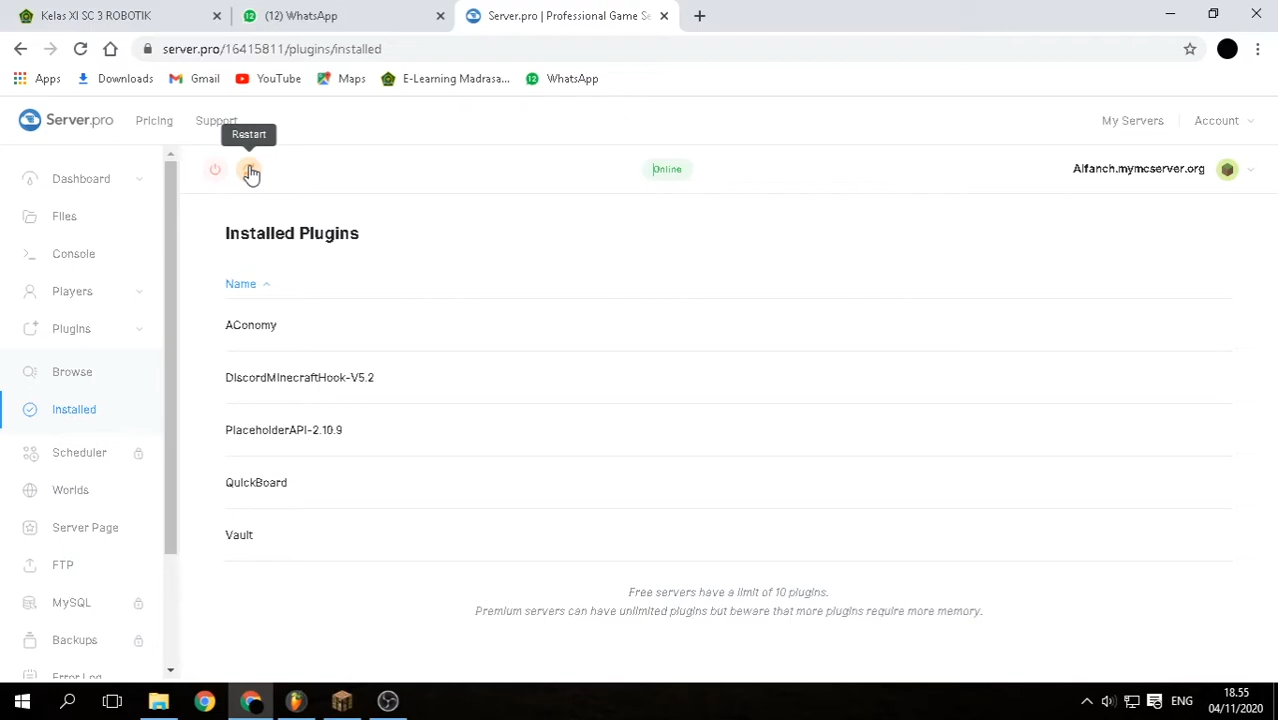 Kelas XI SC 3 ROBOTIK
(12) WhatsApp
Server.pro | Professional Game Se
server.pro/16415811/plugins/installed
Apps
Downloads
Gmail
YouTube
Maps
E-Learning Madrasa...
WhatsApp
Server.pro
Pricing
Support
My Servers
Account
Restart
Online
Alfanch.mymcserver.org
Dashboard
Files
Console
Players
Plugins
Browse
Installed
Scheduler
Worlds
Server Page
FTP
MySQL
Backups
Error Log
Installed Plugins
Name
AConomy
DiscordMinecraftHook-V5.2
PlaceholderAPI-2.10.9
QuickBoard
Vault
Free servers have a limit of 10 plugins.
Premium servers can have unlimited plugins but beware that more plugins require more memory.
ENG
18.55
04/11/2020